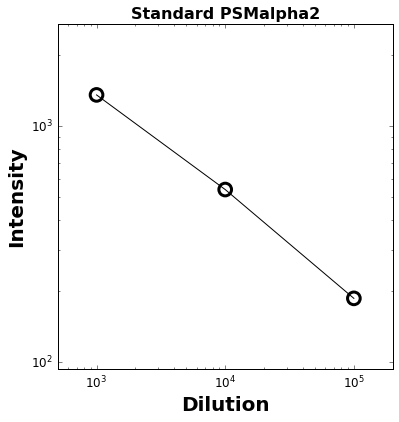 Standard PSMalpha2
10³
10²
Intensity
10³ 10⁴ 10⁵
Dilution